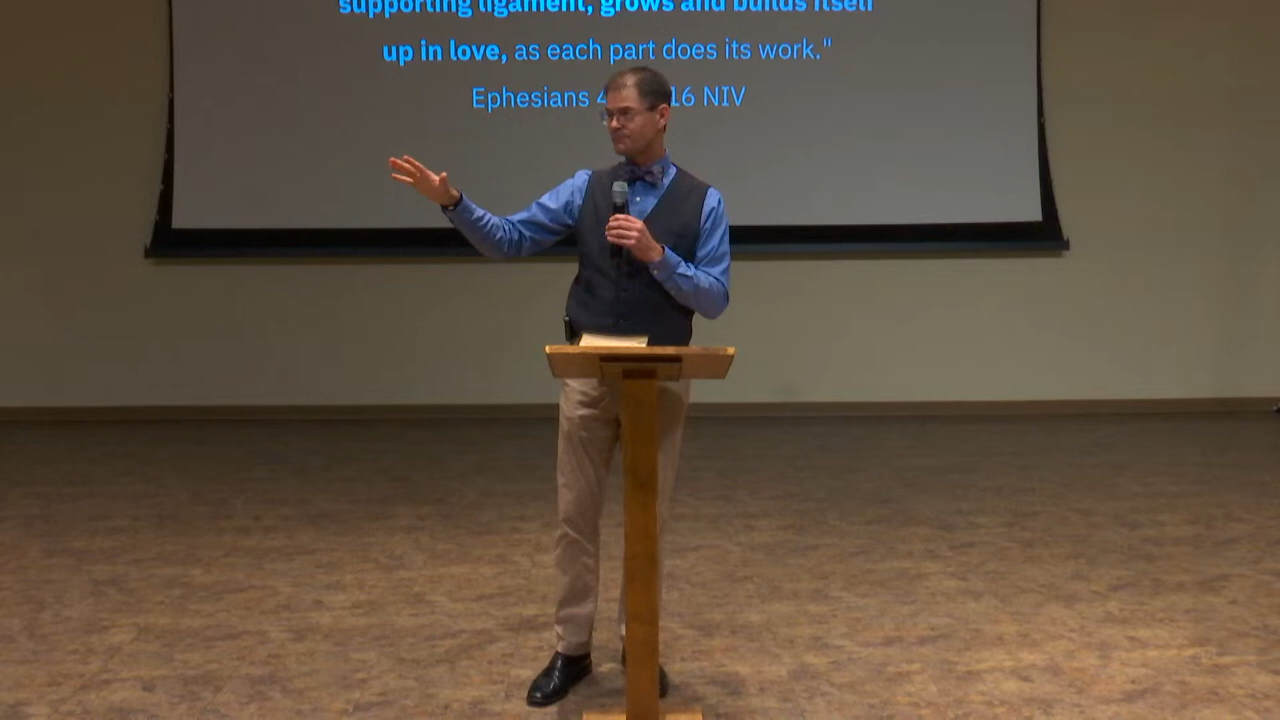 supporting ligament, grows and builds itself
up in love, as each part does its work."
Ephesians 4 16 NIV